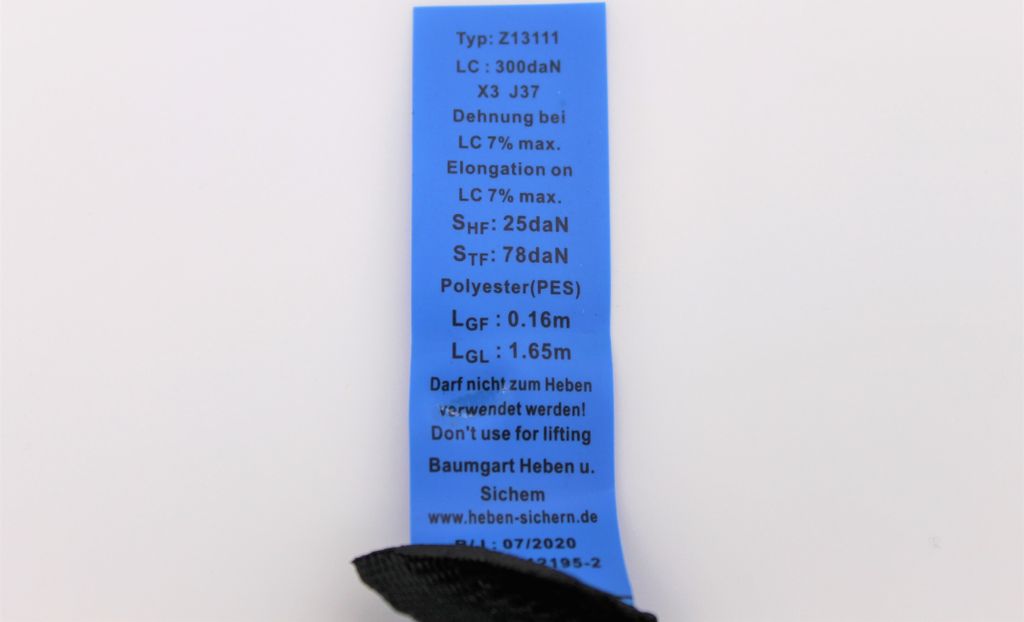 Typ: Z13111
LC : 300daN
X3 J37
Dehnung bei
LC 7% max.
Elongation on
LC 7% max.
SHF: 25daN
STF: 78daN
Polyester(PES)
LGF : 0.16m
LGL : 1.65m
Darf nicht zum Heben
verwendet werden!
Don't use for lifting
Baumgart Heben u.
Sichem
www.heben-sichern.de
07/2020
12195-2